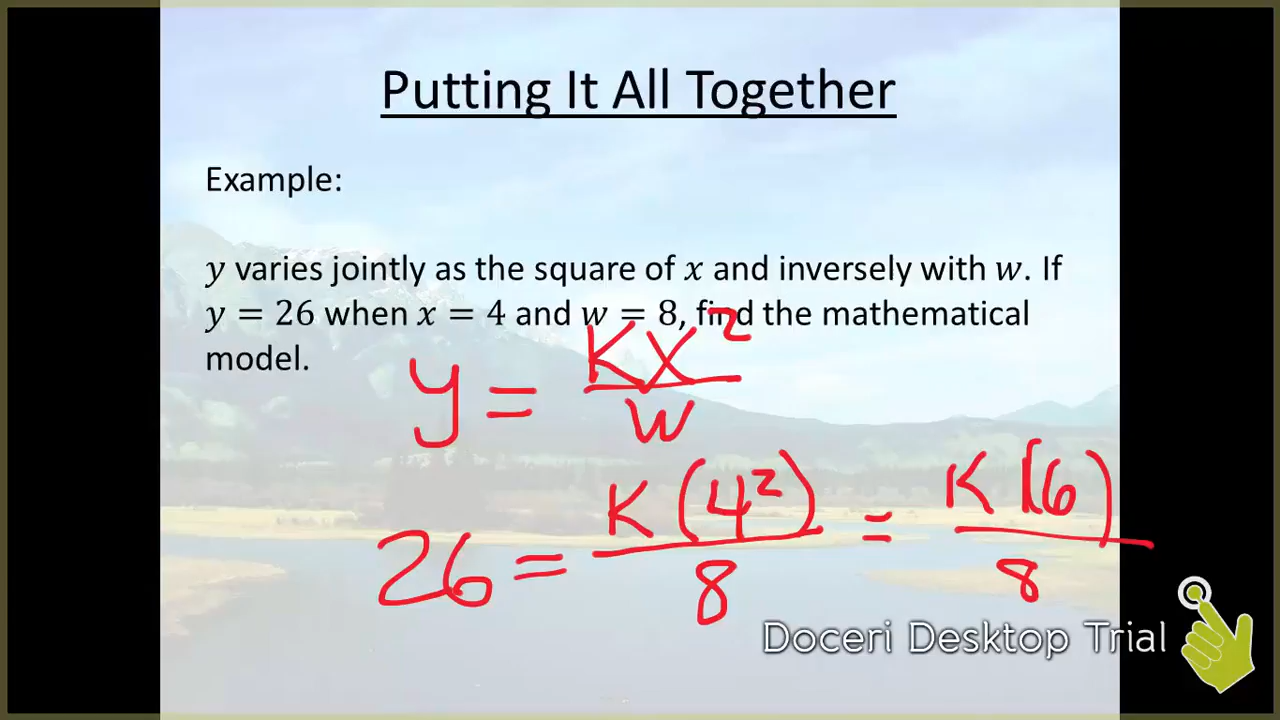 Putting It All Together
Example:
y varies jointly as the square of x and inversely with w. If
y = 26 when x = 4 and w = 8, find the mathematical
model.
y = Kx²/w
26 = K(4²)/8 = K(16)/8
Doceri Desktop Trial